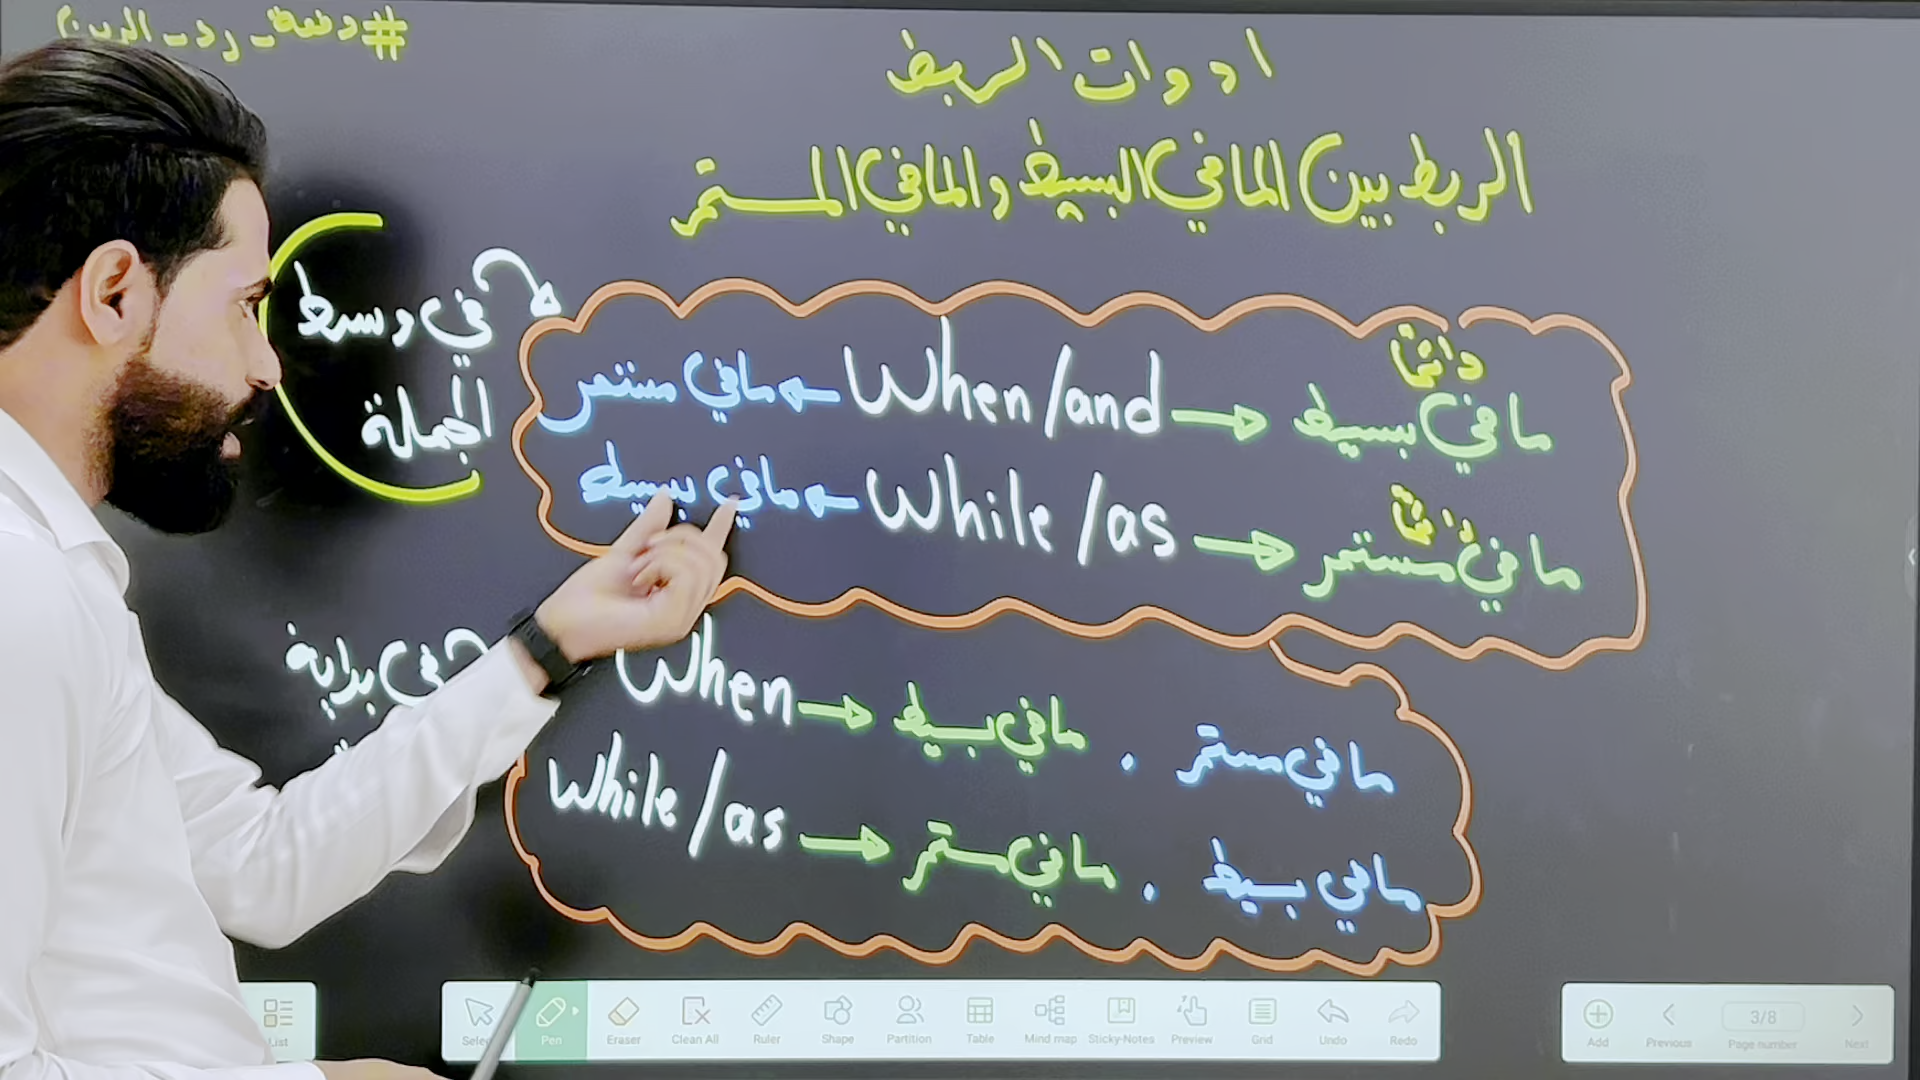 #دفعة_رد_الدين
ادوات الربط
الربط بين الماضي البسيط والماضي المستمر
في وسط
الجملة
دائماً
ماضي مستمر ← When/and → ماضي بسيط
دائماً
ماضي بسيط ← While/as → ماضي مستمر
في بداية
When → ماضي بسيط , ماضي مستمر
While/as → ماضي مستمر , ماضي بسيط
List
Select Pen Eraser Clean All Ruler Shape Partition Table Mind map Sticky-Notes Preview Grid Undo Redo
3/8
Add Previous Page number Next